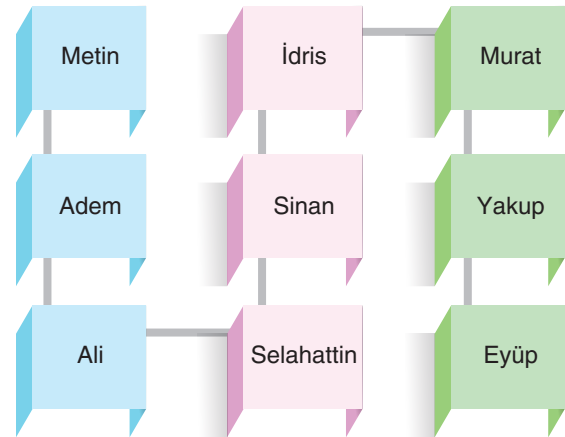 Metin
İdris
Murat
Adem
Sinan
Yakup
Ali
Selahattin
Eyüp